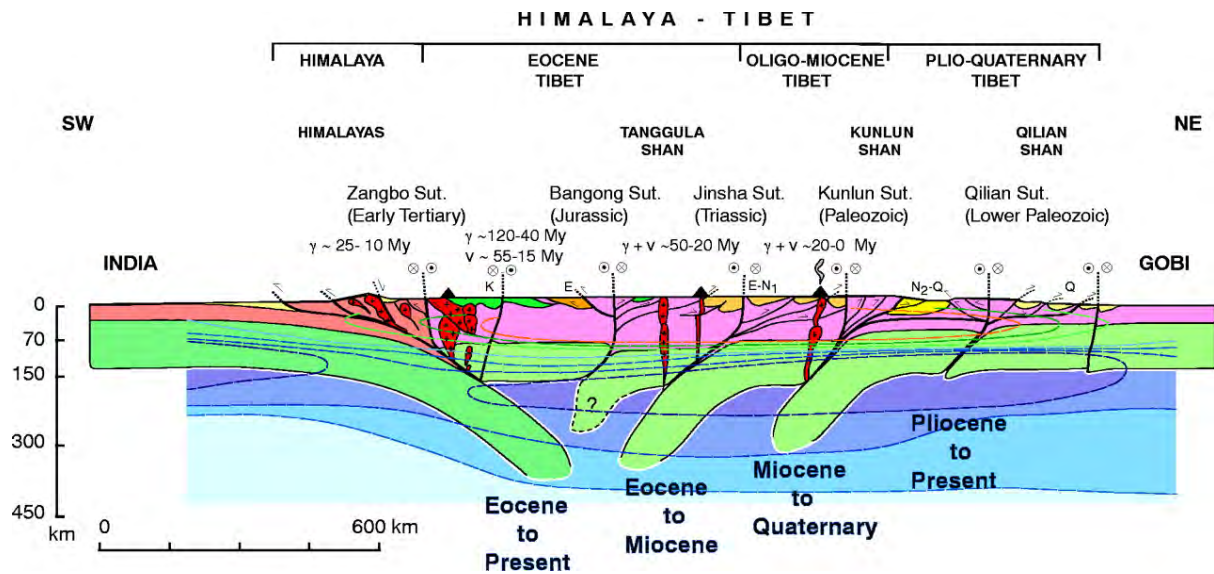 HIMALAYA - TIBET
HIMALAYA
EOCENE
TIBET
OLIGO-MIOCENE
TIBET
PLIO-QUATERNARY
TIBET
SW
HIMALAYAS
TANGGULA
SHAN
KUNLUN
SHAN
QILIAN
SHAN
NE
Zangbo Sut.
(Early Tertiary)
Bangong Sut.
(Jurassic)
Jinsha Sut.
(Triassic)
Kunlun Sut.
(Paleozoic)
Qilian Sut.
(Lower Paleozoic)
γ ~ 25- 10 My
γ ~120-40 My
v ~ 55-15 My
γ + v ~50-20 My
γ + v ~20-0 My
INDIA
GOBI
K
E
E-N1
N2-Q
Q
0
70
150
300
450
km
?
0
600 km
Eocene
to
Present
Eocene
to
Miocene
Miocene
to
Quaternary
Pliocene
to
Present